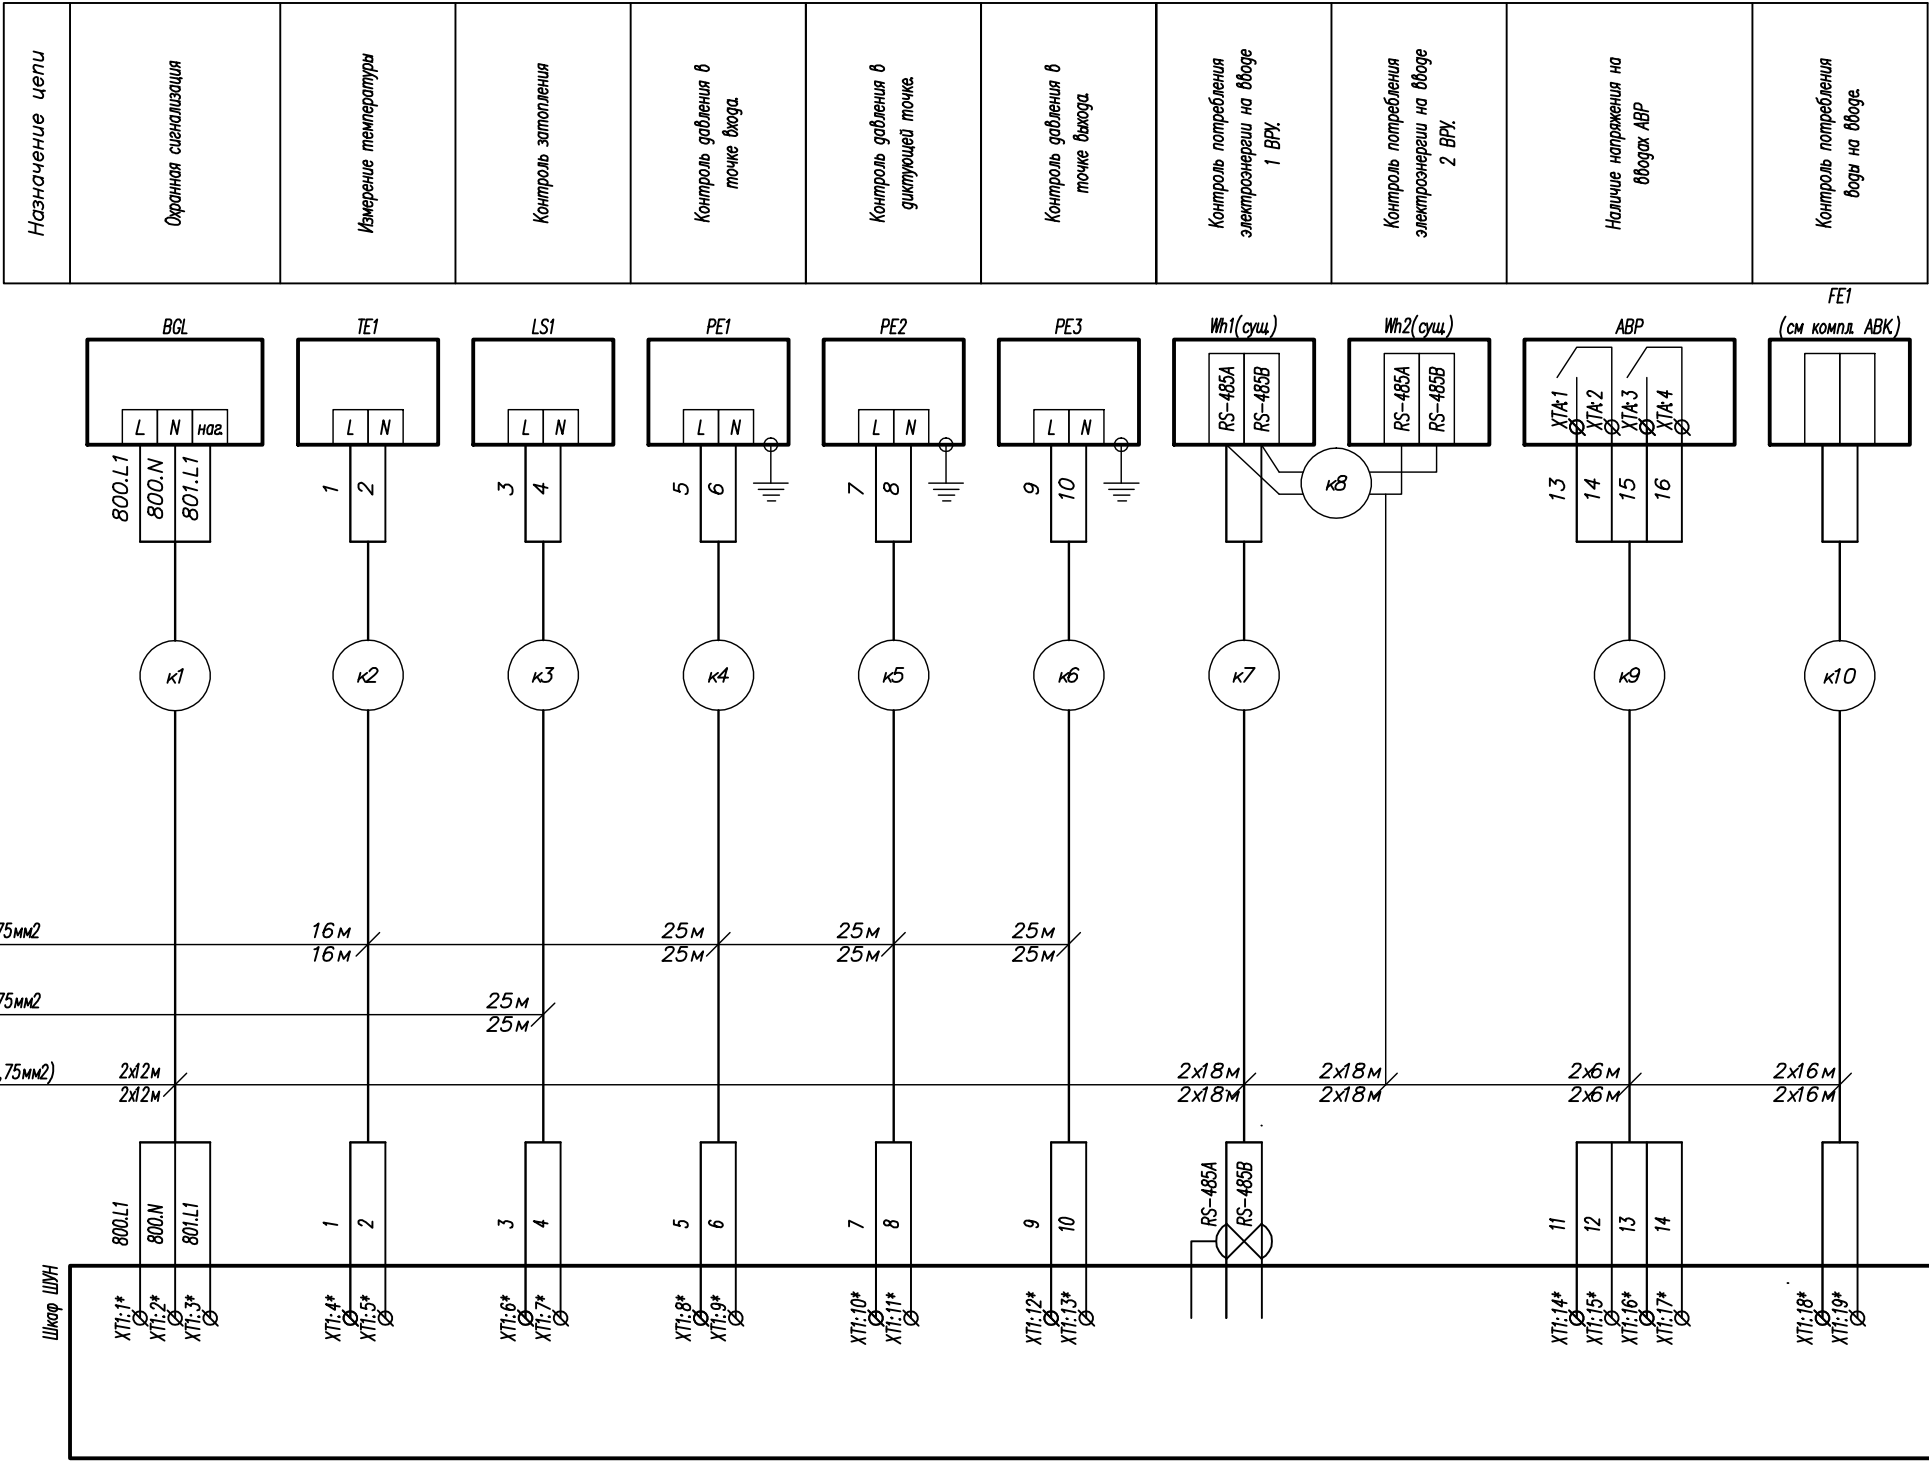 Назначение цепи
Охранная сигнализация
Измерение температуры
Контроль затопления
Контроль давления в
точке входа.
Контроль давления в
диктующей точке.
Контроль давления в
точке выхода.
Контроль потребления
электроэнергии на вводе
1 ВРУ.
Контроль потребления
электроэнергии на вводе
2 ВРУ.
Наличие напряжения на
вводах АВР
Контроль потребления
воды на вводе.
BGL
TE1
LS1
PE1
PE2
PE3
Wh1(сущ.)
Wh2(сущ.)
АВР
FE1
(см компл. АВК.)
L N наг.
L N
L N
L N
L N
L N
RS-485A
RS-485B
RS-485A
RS-485B
XTA:1
XTA:2
XTA:3
XTA:4
800.L1
800.N
801.L1
1
2
3
4
5
6
7
8
9
10
к8
13
14
15
16
к1
к2
к3
к4
к5
к6
к7
к9
к10
75мм2
16м
16м
25м
25м
25м
25м
25м
25м
75мм2
25м
25м
,75мм2)
2х12м
2х12м
2х18м
2х18м
2х18м
2х18м
2х6м
2х6м
2х16м
2х16м
800.L1
800.N
801.L1
1
2
3
4
5
6
7
8
9
10
RS-485A
RS-485B
11
12
13
14
Шкаф ШУН
XT1:1*
XT1:2*
XT1:3*
XT1:4*
XT1:5*
XT1:6*
XT1:7*
XT1:8*
XT1:9*
XT1:10*
XT1:11*
XT1:12*
XT1:13*
XT1:14*
XT1:15*
XT1:16*
XT1:17*
XT1:18*
XT1:19*